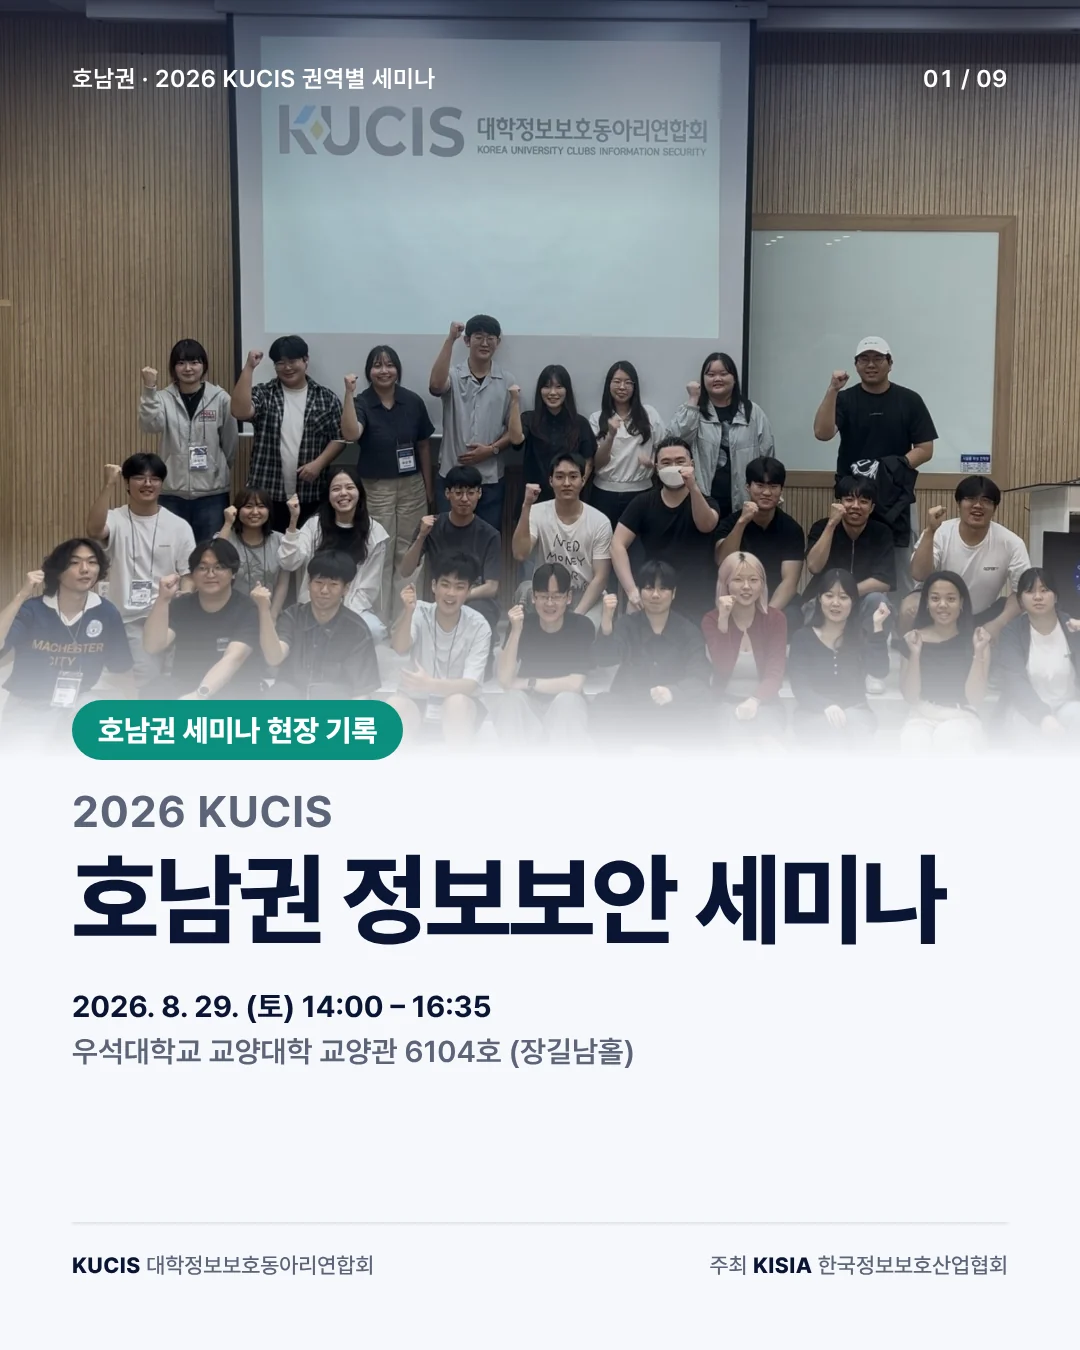 호남권 · 2026 KUCIS 권역별 세미나
01 / 09
KUCIS 대학정보보호동아리연합회
KOREA UNIVERSITY CLUBS INFORMATION SECURITY
NEED
MONEY
MACHESTER
CITY
호남권 세미나 현장 기록
2026 KUCIS
호남권 정보보안 세미나
2026. 8. 29. (토) 14:00 – 16:35
우석대학교 교양대학 교양관 6104호 (장길남홀)
KUCIS 대학정보보호동아리연합회
주최 KISIA 한국정보보호산업협회